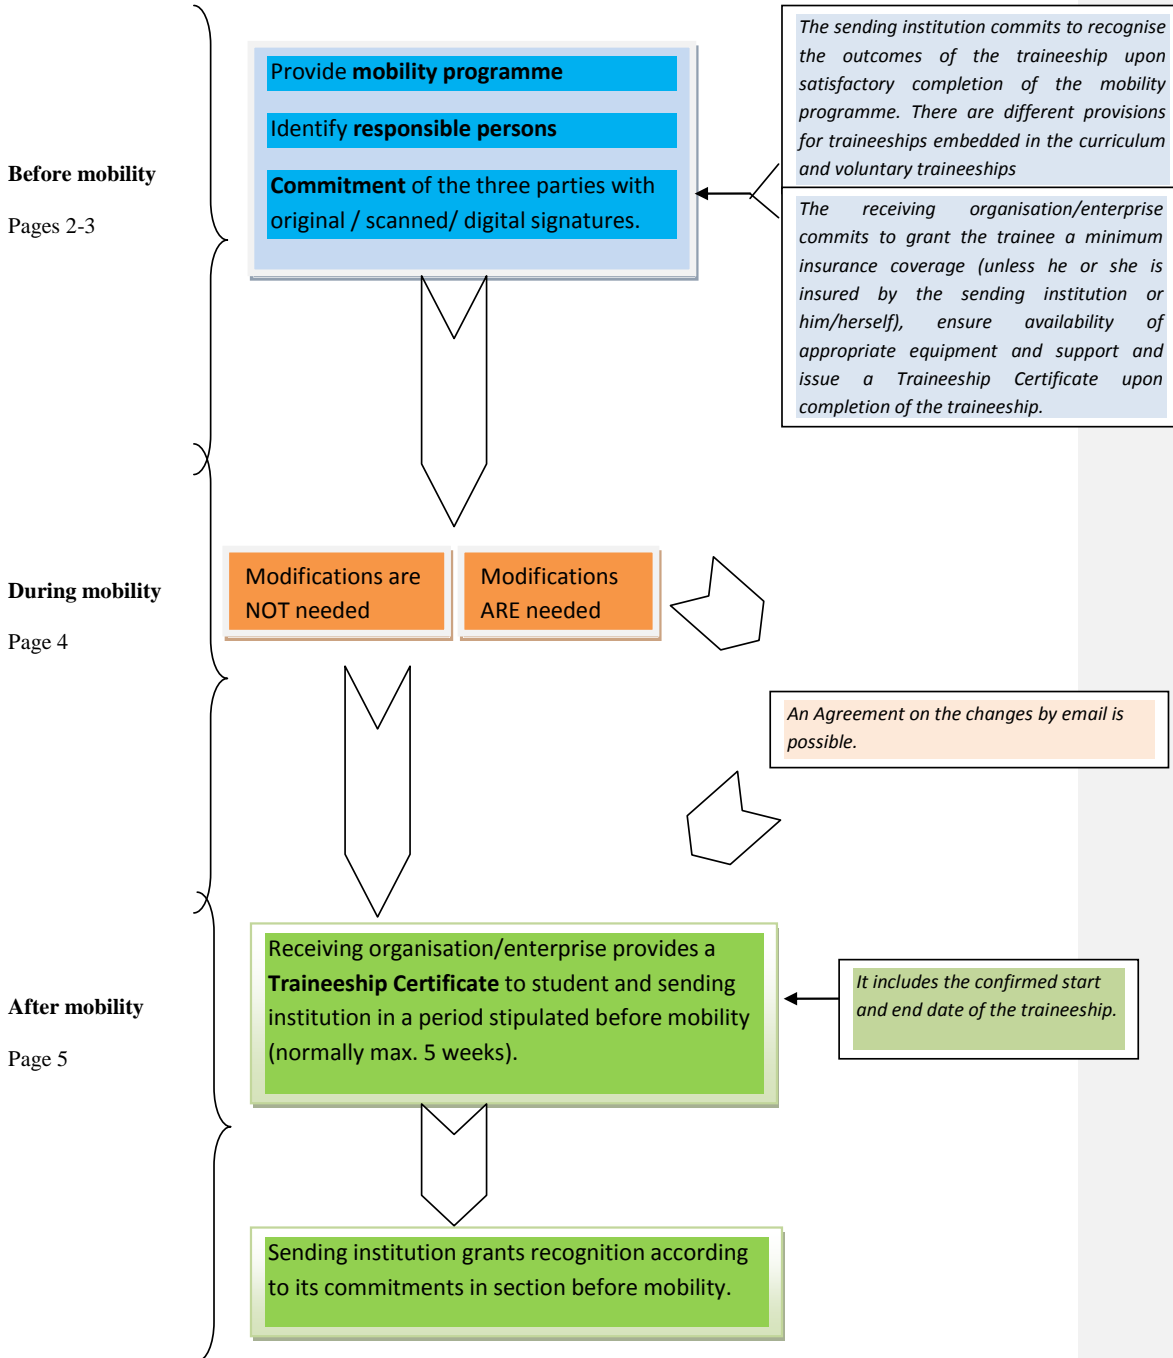 Before mobility
Pages 2-3
Provide mobility programme
Identify responsible persons
Commitment of the three parties with
original / scanned/ digital signatures.
The sending institution commits to recognise
the outcomes of the traineeship upon
satisfactory completion of the mobility
programme. There are different provisions
for traineeships embedded in the curriculum
and voluntary traineeships
The receiving organisation/enterprise
commits to grant the trainee a minimum
insurance coverage (unless he or she is
insured by the sending institution or
him/herself), ensure availability of
appropriate equipment and support and
issue a Traineeship Certificate upon
completion of the traineeship.
During mobility
Page 4
Modifications are
NOT needed
Modifications
ARE needed
An Agreement on the changes by email is
possible.
After mobility
Page 5
Receiving organisation/enterprise provides a
Traineeship Certificate to student and sending
institution in a period stipulated before mobility
(normally max. 5 weeks).
It includes the confirmed start
and end date of the traineeship.
Sending institution grants recognition according
to its commitments in section before mobility.